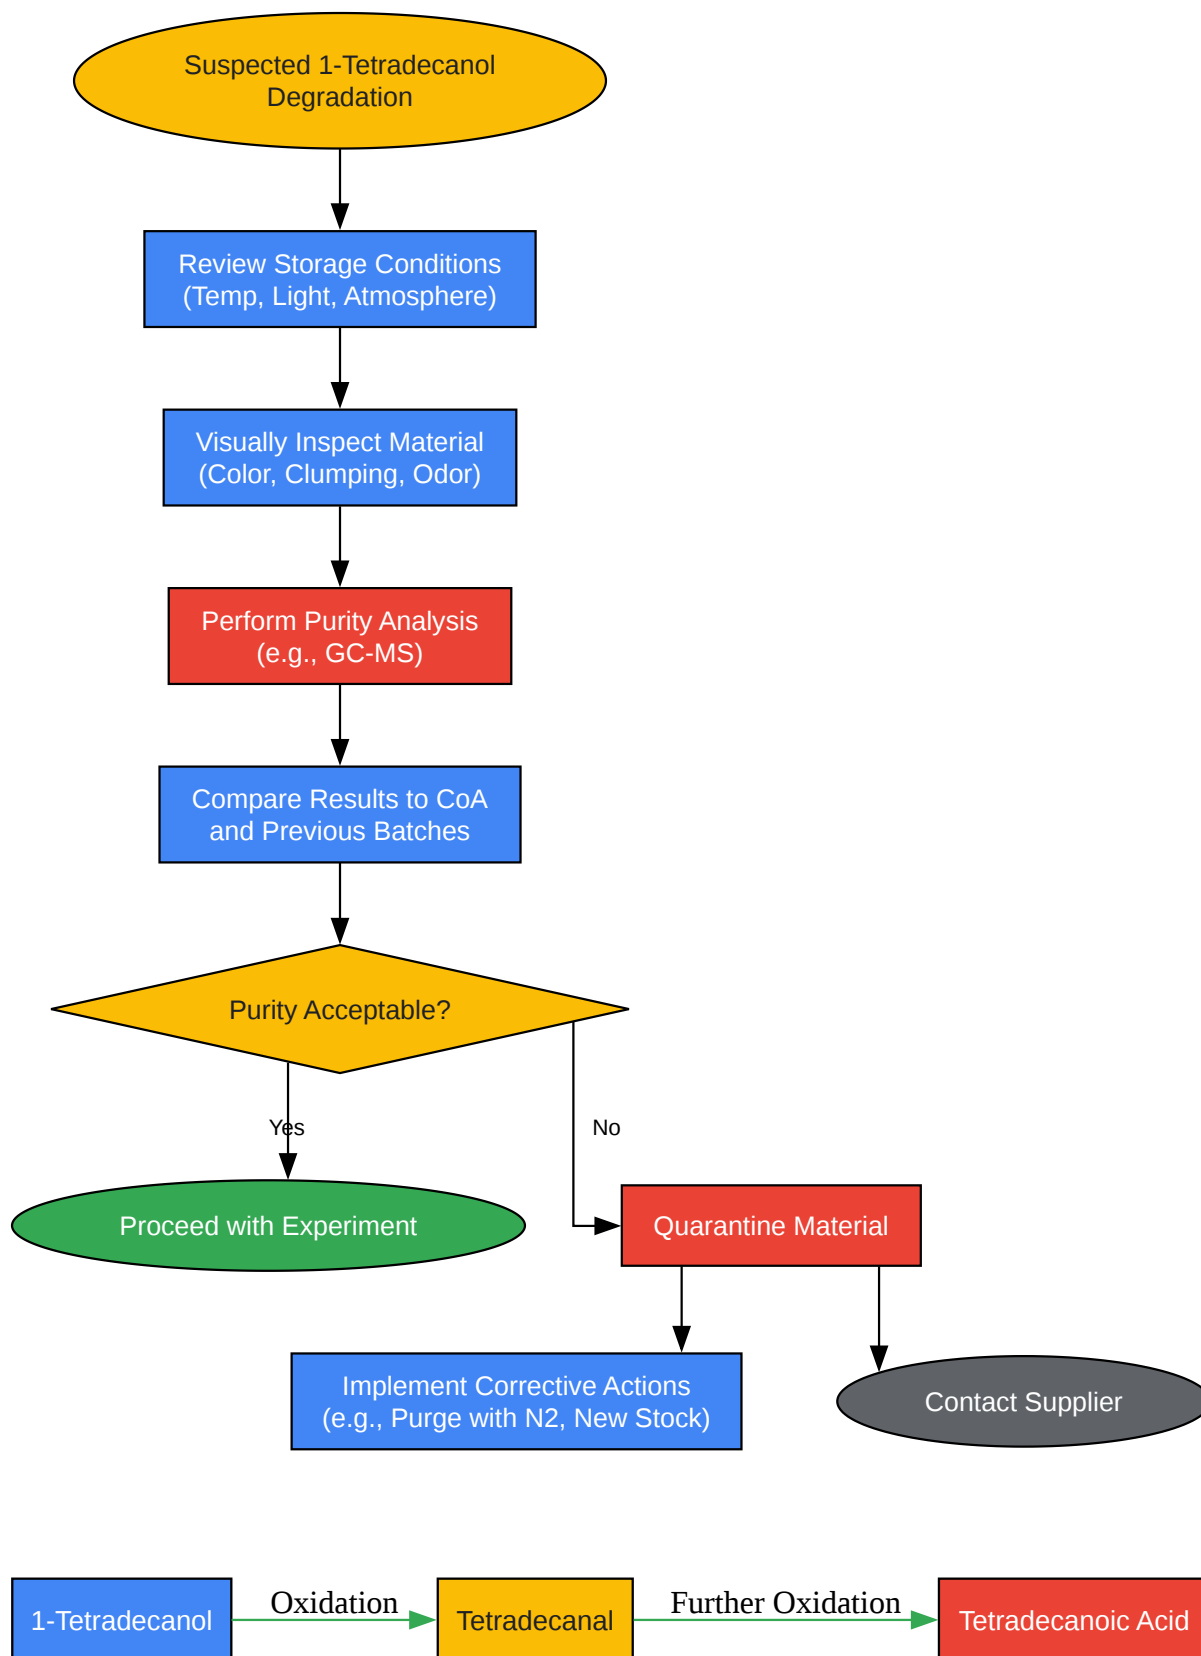 Suspected 1-Tetradecanol
Degradation
Review Storage Conditions
(Temp, Light, Atmosphere)
Visually Inspect Material
(Color, Clumping, Odor)
Perform Purity Analysis
(e.g., GC-MS)
Compare Results to CoA
and Previous Batches
Purity Acceptable?
Yes
No
Proceed with Experiment
Quarantine Material
Implement Corrective Actions
(e.g., Purge with N2, New Stock)
Contact Supplier
1-Tetradecanol
Oxidation
Tetradecanal
Further Oxidation
Tetradecanoic Acid